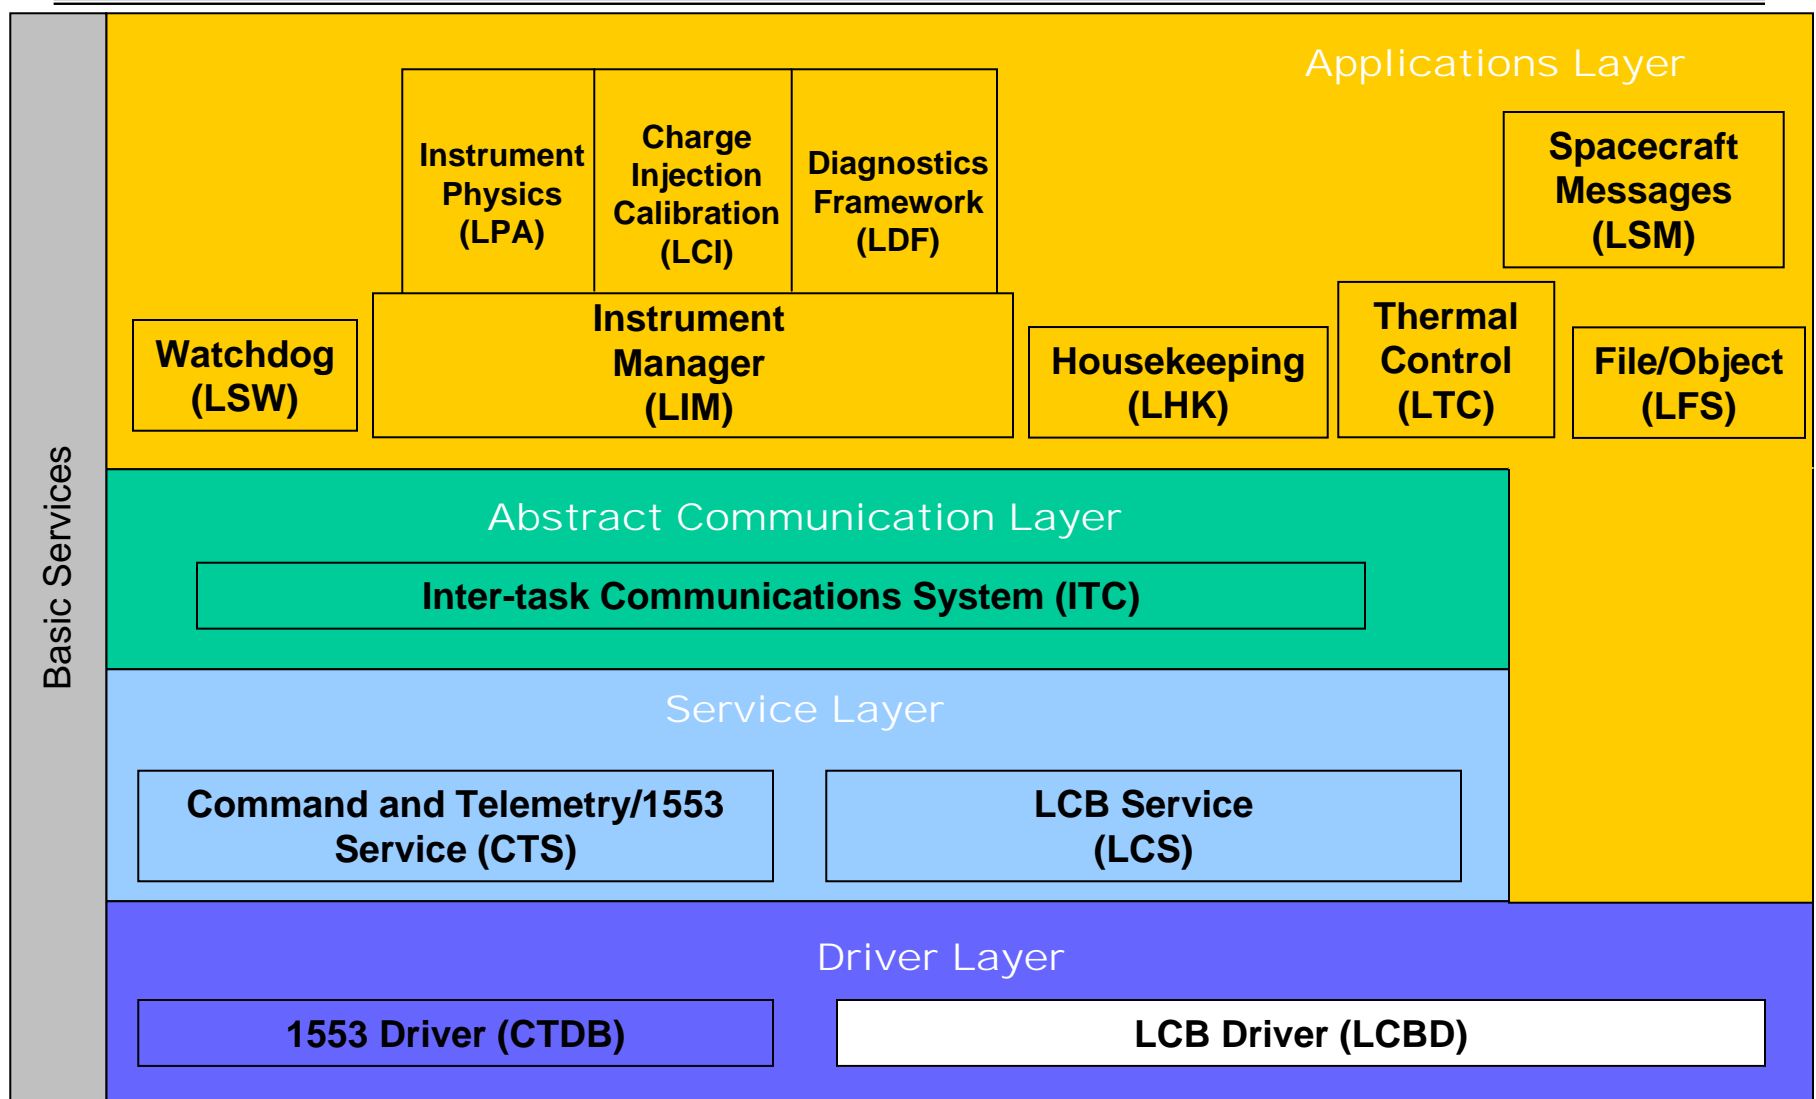 Applications Layer
Instrument
Physics
(LPA)
Charge
Injection
Calibration
(LCI)
Diagnostics
Framework
(LDF)
Spacecraft
Messages
(LSM)
Watchdog
(LSW)
Instrument
Manager
(LIM)
Housekeeping
(LHK)
Thermal
Control
(LTC)
File/Object
(LFS)
Basic Services
Abstract Communication Layer
Inter-task Communications System (ITC)
Service Layer
Command and Telemetry/1553
Service (CTS)
LCB Service
(LCS)
Driver Layer
1553 Driver (CTDB)
LCB Driver (LCBD)